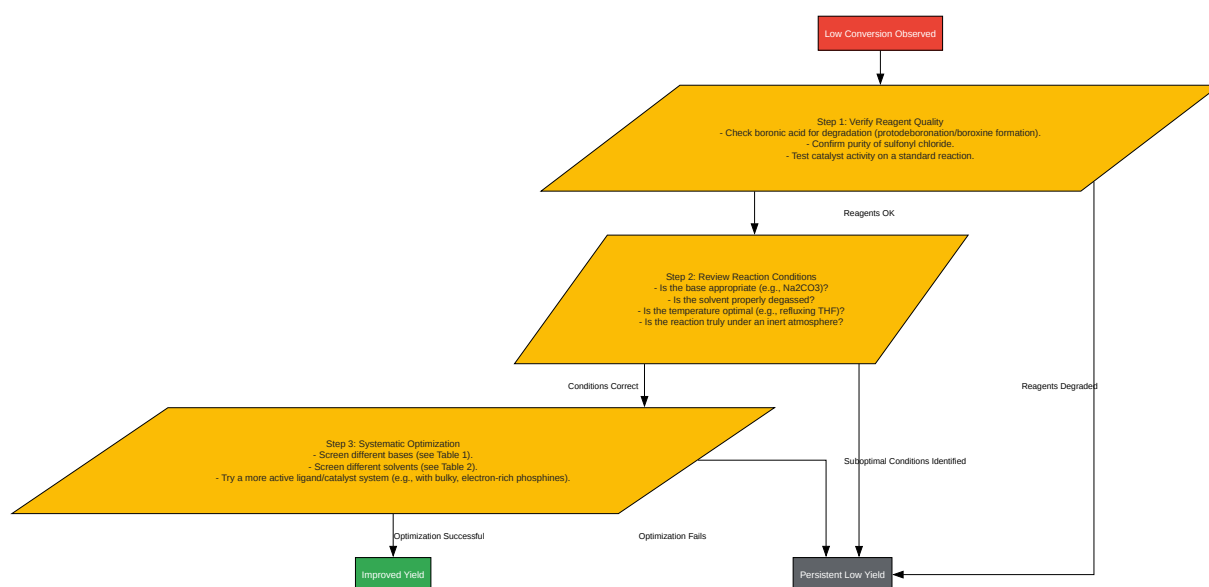 Low Conversion Observed
Step 1: Verify Reagent Quality
- Check boronic acid for degradation (protodeboronation/boroxine formation).
- Confirm purity of sulfonyl chloride.
- Test catalyst activity on a standard reaction.
Reagents OK
Step 2: Review Reaction Conditions
- Is the base appropriate (e.g., Na2CO3)?
- Is the solvent properly degassed?
- Is the temperature optimal (e.g., refluxing THF)?
- Is the reaction truly under an inert atmosphere?
Conditions Correct
Reagents Degraded
Step 3: Systematic Optimization
- Screen different bases (see Table 1).
- Screen different solvents (see Table 2).
- Try a more active ligand/catalyst system (e.g., with bulky, electron-rich phosphines).
Suboptimal Conditions Identified
Optimization Successful
Optimization Fails
Improved Yield
Persistent Low Yield